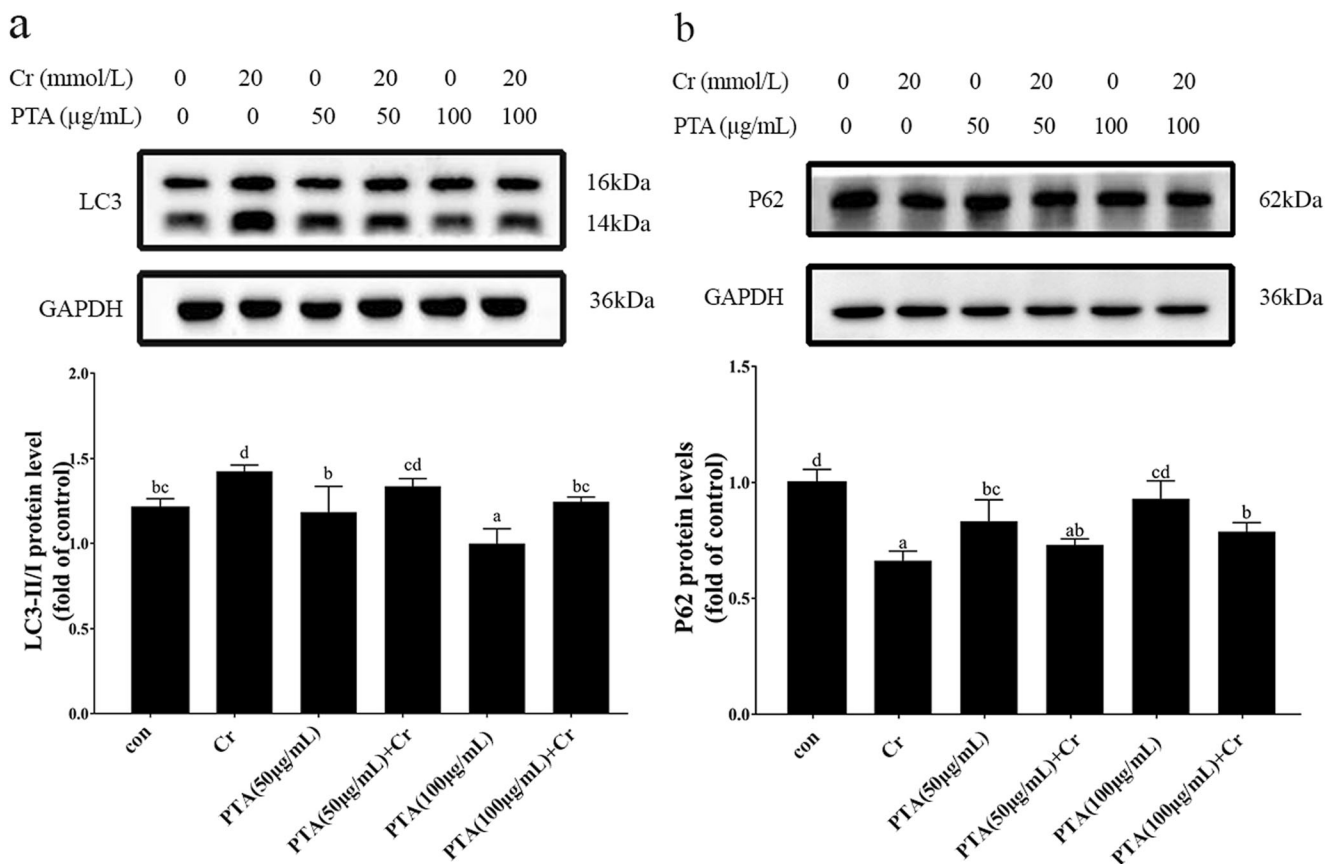 a
Cr (mmol/L) 0 20 0 20 0 20
PTA (µg/mL) 0 0 50 50 100 100
LC3
16kDa
14kDa
GAPDH
36kDa
LC3-II/I protein level
(fold of control)
2.0
1.5
1.0
0.5
0.0
bc
d
b
cd
a
bc
con
Cr
PTA(50µg/mL)
PTA(50µg/mL)+Cr
PTA(100µg/mL)
PTA(100µg/mL)+Cr
b
Cr (mmol/L) 0 20 0 20 0 20
PTA (µg/mL) 0 0 50 50 100 100
P62
62kDa
GAPDH
36kDa
P62 protein levels
(fold of control)
1.5
1.0
0.5
0.0
d
a
bc
ab
cd
b
con
Cr
PTA(50µg/mL)
PTA(50µg/mL)+Cr
PTA(100µg/mL)
PTA(100µg/mL)+Cr